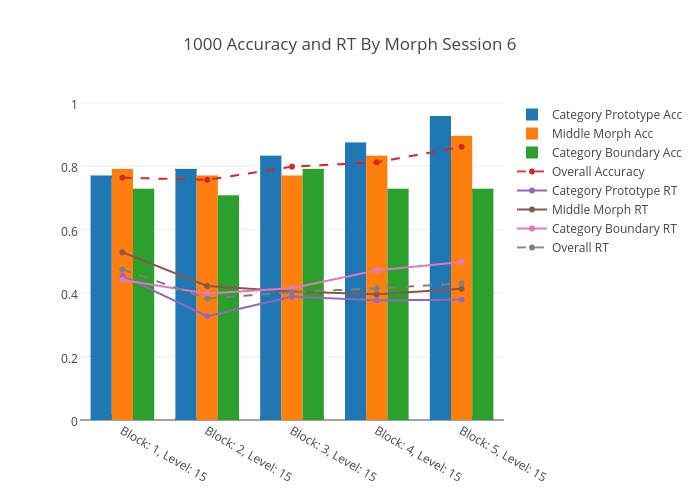 1000 Accuracy and RT By Morph Session 6
1
0.8
0.6
0.4
0.2
0
Block: 1, Level: 15
Block: 2, Level: 15
Block: 3, Level: 15
Block: 4, Level: 15
Block: 5, Level: 15
Category Prototype Acc
Middle Morph Acc
Category Boundary Acc
Overall Accuracy
Category Prototype RT
Middle Morph RT
Category Boundary RT
Overall RT